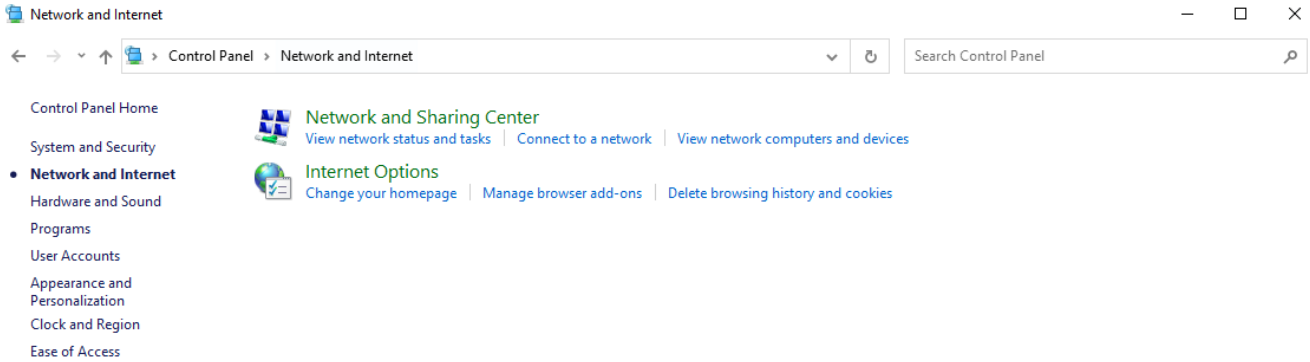 Network and Internet
Control Panel > Network and Internet
Search Control Panel
Control Panel Home
System and Security
Network and Internet
Hardware and Sound
Programs
User Accounts
Appearance and
Personalization
Clock and Region
Ease of Access
Network and Sharing Center
View network status and tasks | Connect to a network | View network computers and devices
Internet Options
Change your homepage | Manage browser add-ons | Delete browsing history and cookies